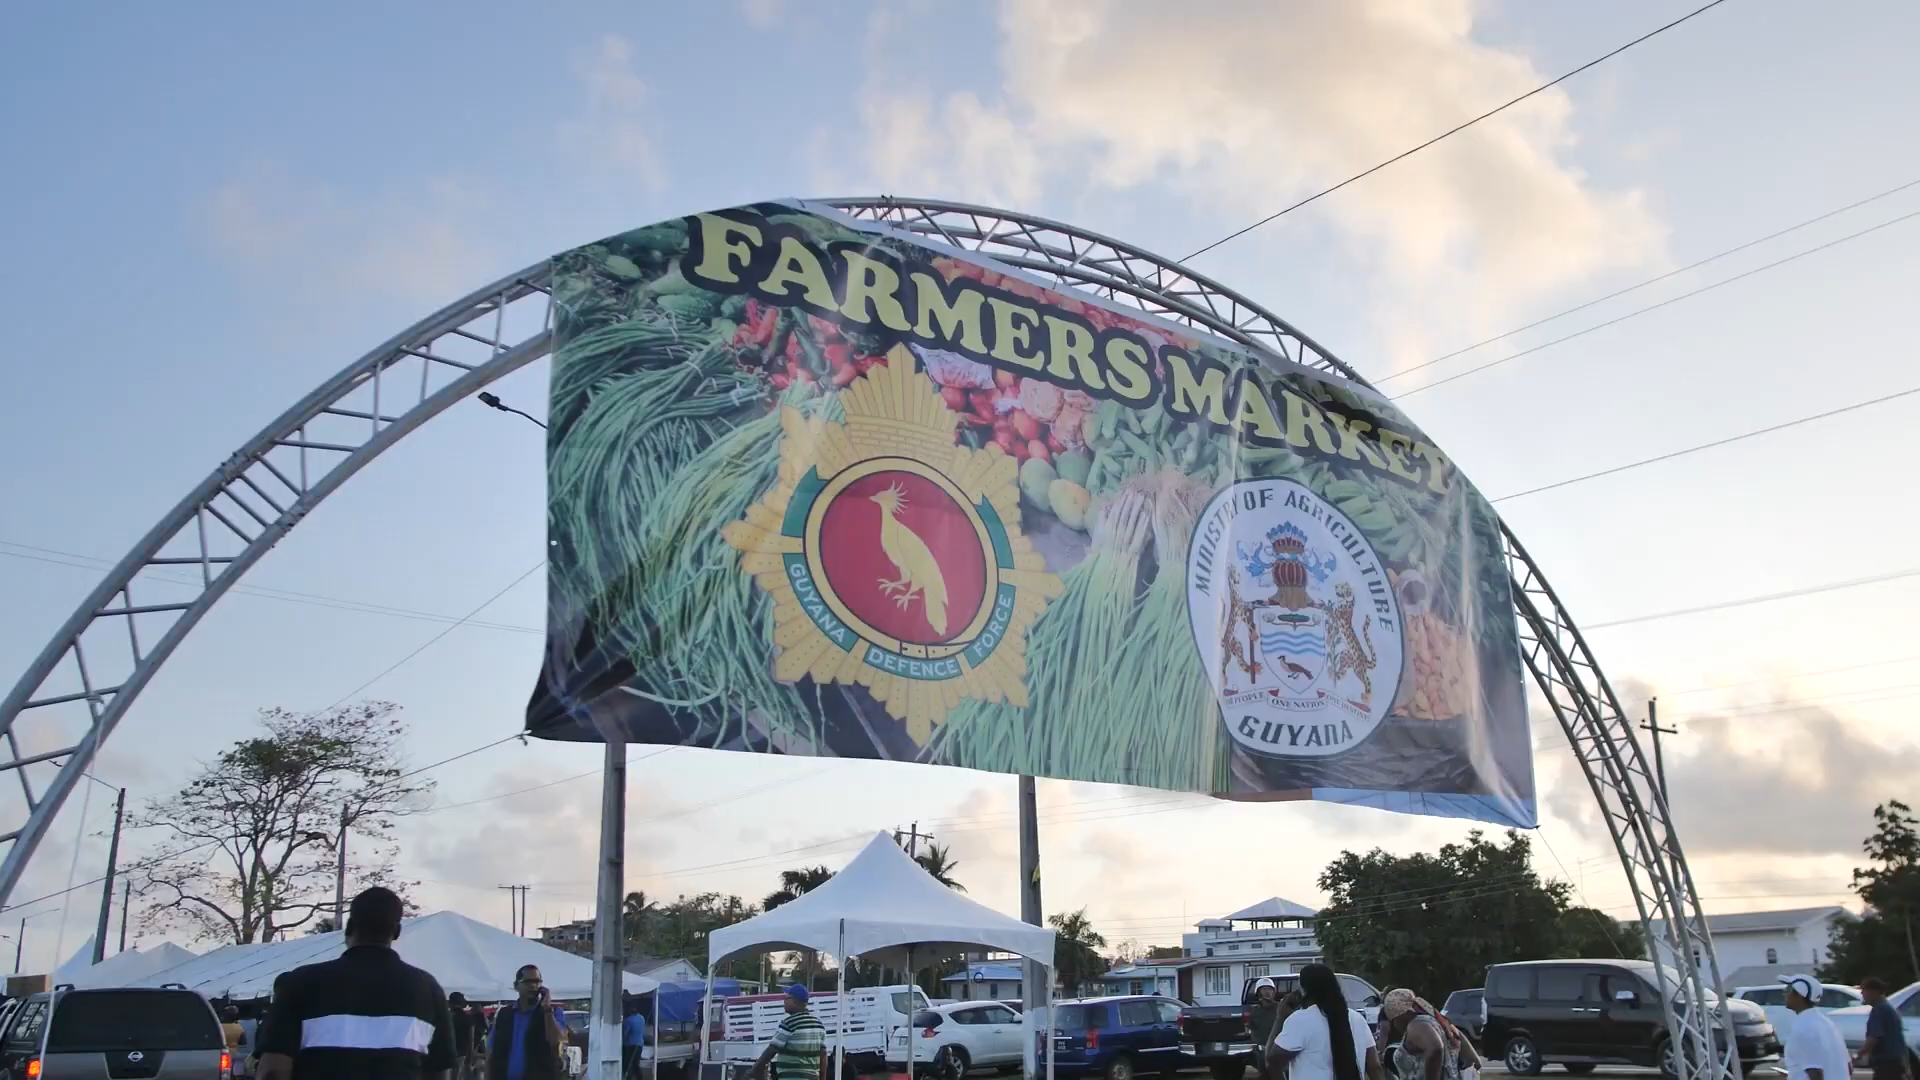 FARMERS MARKET
GUYANA DEFENCE FORCE
MINISTRY OF AGRICULTURE
ONE NATION
GUYANA